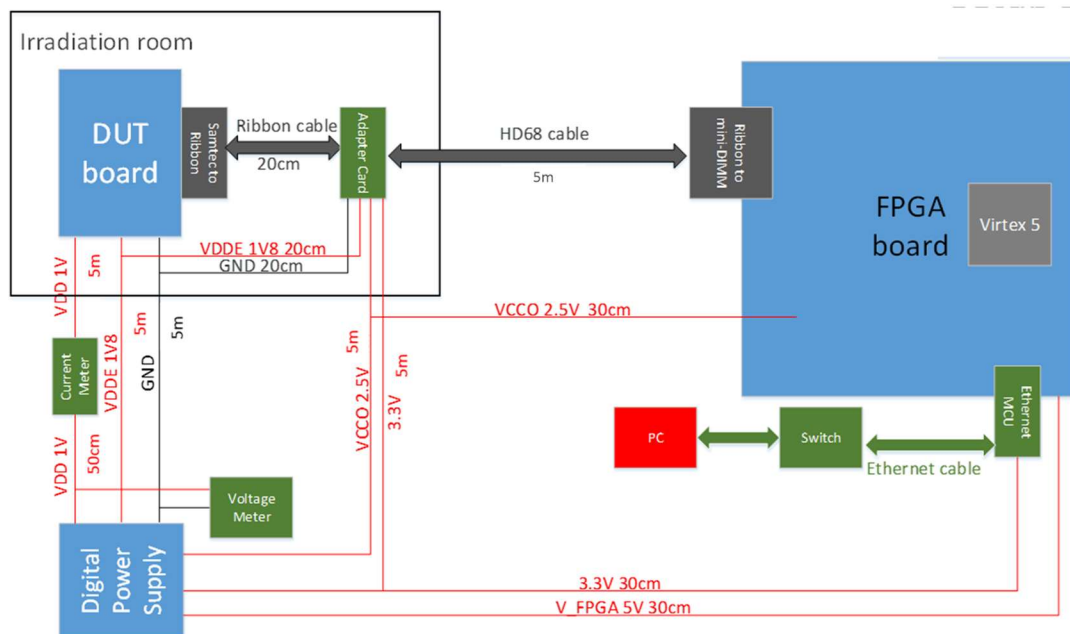 Irradiation room
DUT
board
Samtec to
Ribbon
Ribbon cable
20cm
Adapter Card
HD68 cable
5m
Ribbon to
mini-DIMM
FPGA
board
Virtex 5
VDDE 1V8 20cm
GND 20cm
VDD 1V
5m
VDDE 1V8
5m
GND
5m
VCCO 2.5V 30cm
VCCO 2.5V
5m
3.3V
5m
Current
Meter
VDD 1V
50cm
Voltage
Meter
PC
Switch
Ethernet
MCU
Ethernet cable
Digital
Power
Supply
3.3V 30cm
V_FPGA 5V 30cm